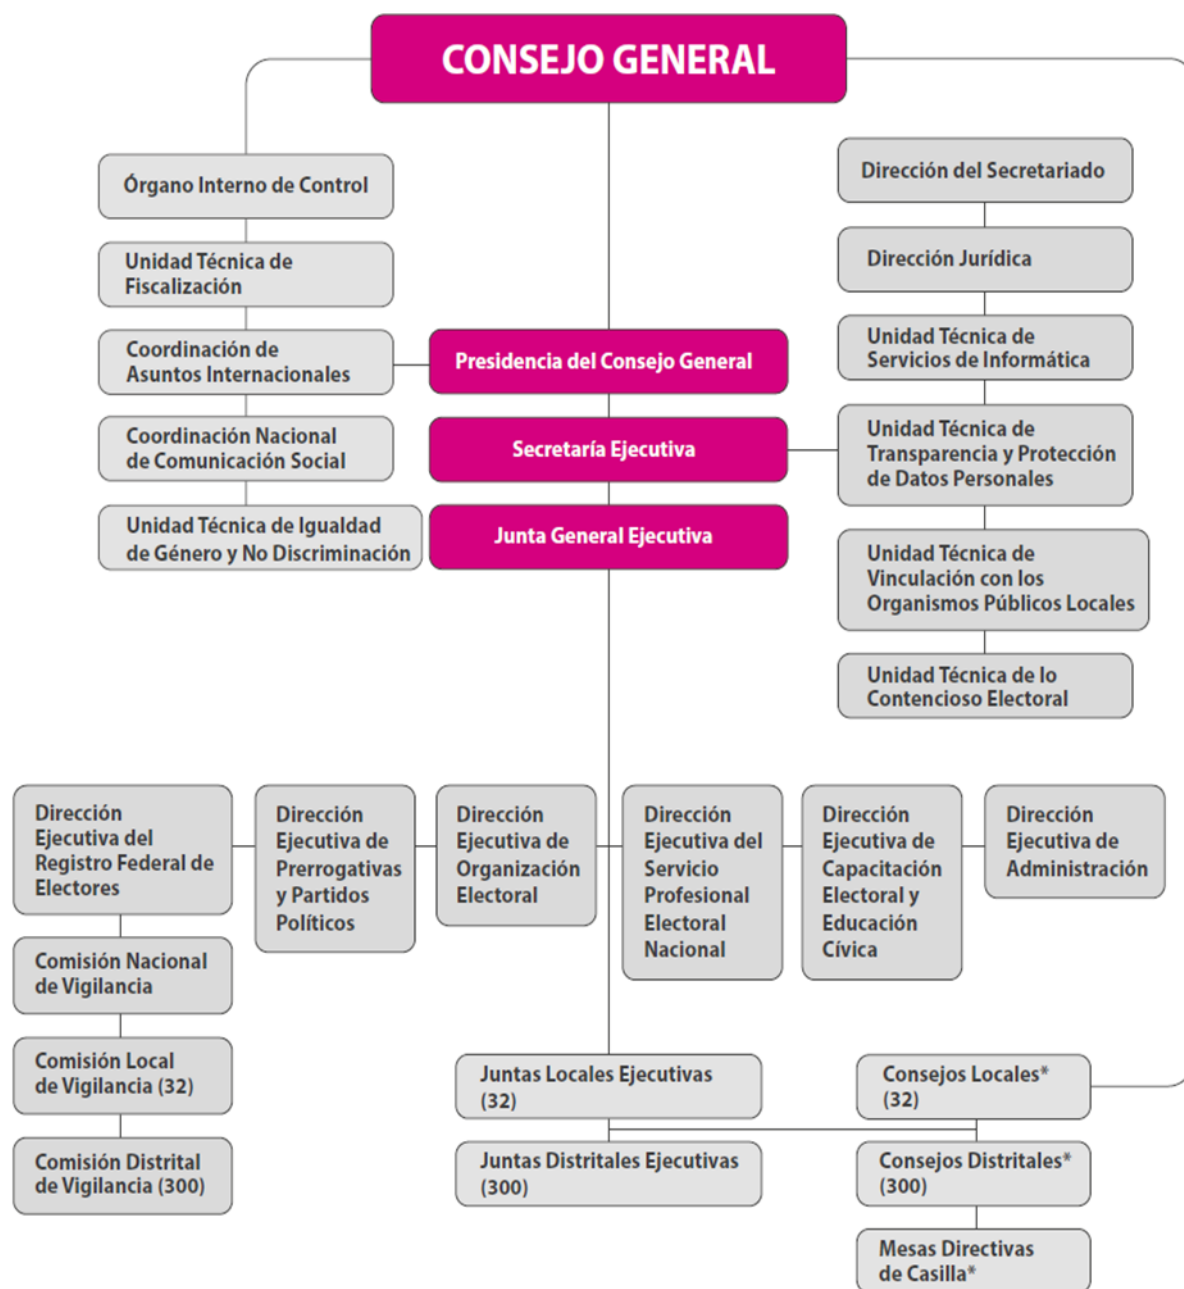 CONSEJO GENERAL
Órgano Interno de Control
Unidad Técnica de
Fiscalización
Coordinación de
Asuntos Internacionales
Coordinación Nacional
de Comunicación Social
Unidad Técnica de Igualdad
de Género y No Discriminación
Presidencia del Consejo General
Secretaría Ejecutiva
Junta General Ejecutiva
Dirección del Secretariado
Dirección Jurídica
Unidad Técnica de
Servicios de Informática
Unidad Técnica de
Transparencia y Protección
de Datos Personales
Unidad Técnica de
Vinculación con los
Organismos Públicos Locales
Unidad Técnica de lo
Contencioso Electoral
Dirección
Ejecutiva del
Registro Federal de
Electores
Dirección
Ejecutiva de
Prerrogativas
y Partidos
Políticos
Dirección
Ejecutiva de
Organización
Electoral
Dirección
Ejecutiva del
Servicio
Profesional
Electoral
Nacional
Dirección
Ejecutiva de
Capacitación
Electoral y
Educación
Cívica
Dirección
Ejecutiva de
Administración
Comisión Nacional
de Vigilancia
Comisión Local
de Vigilancia (32)
Comisión Distrital
de Vigilancia (300)
Juntas Locales Ejecutivas
(32)
Juntas Distritales Ejecutivas
(300)
Consejos Locales*
(32)
Consejos Distritales*
(300)
Mesas Directivas
de Casilla*